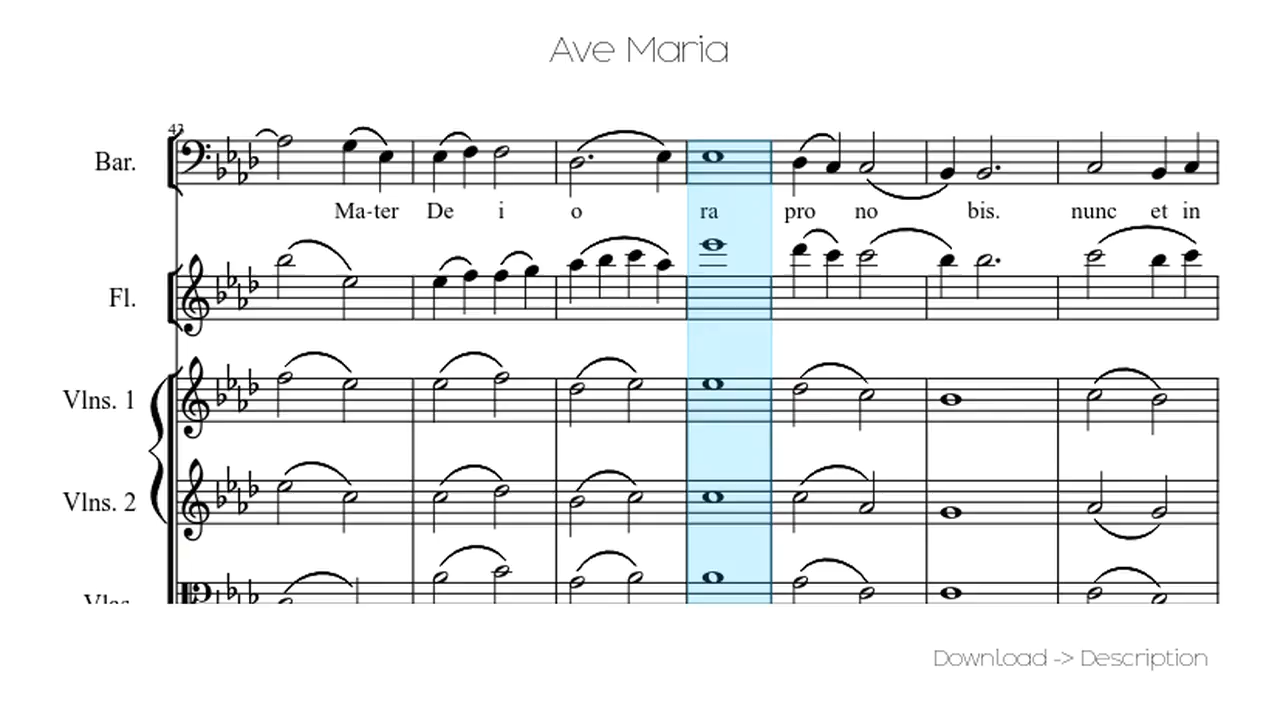 Ave Maria
43
Bar.
Ma-ter De i o ra pro no bis. nunc et in
Fl.
Vlns. 1
Vlns. 2
Download -> Description